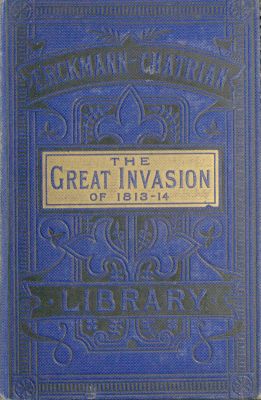 ERCKMANN-CHATRIAN
THE
GREAT INVASION
OF 1813-14
LIBRARY